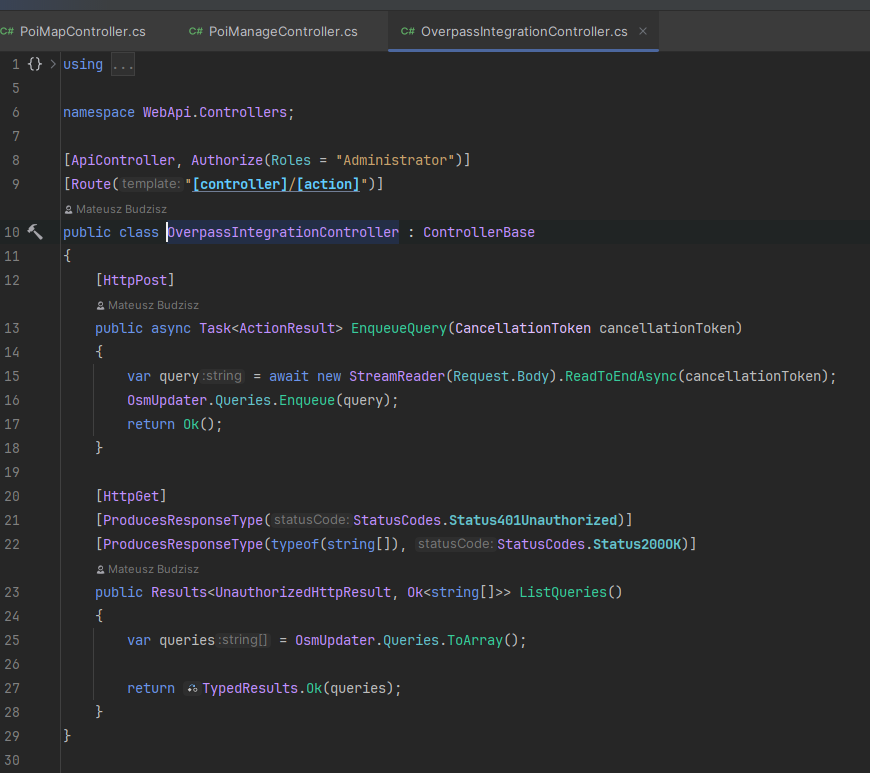 C# PoiMapController.cs C# PoiManageController.cs C# OverpassIntegrationController.cs ×
1 {} > using ...
5
6 namespace WebApi.Controllers;
7
8 [ApiController, Authorize(Roles = "Administrator")]
9 [Route( template: "[controller]/[action]")]
Mateusz Budzisz
10 public class OverpassIntegrationController : ControllerBase
11 {
12 [HttpPost]
Mateusz Budzisz
13 public async Task<ActionResult> EnqueueQuery(CancellationToken cancellationToken)
14 {
15 var query :string = await new StreamReader(Request.Body).ReadToEndAsync(cancellationToken);
16 OsmUpdater.Queries.Enqueue(query);
17 return Ok();
18 }
19
20 [HttpGet]
21 [ProducesResponseType( statusCode: StatusCodes.Status401Unauthorized)]
22 [ProducesResponseType(typeof(string[]), statusCode: StatusCodes.Status200OK)]
Mateusz Budzisz
23 public Results<UnauthorizedHttpResult, Ok<string[]>> ListQueries()
24 {
25 var queries :string[] = OsmUpdater.Queries.ToArray();
26
27 return TypedResults.Ok(queries);
28 }
29 }
30